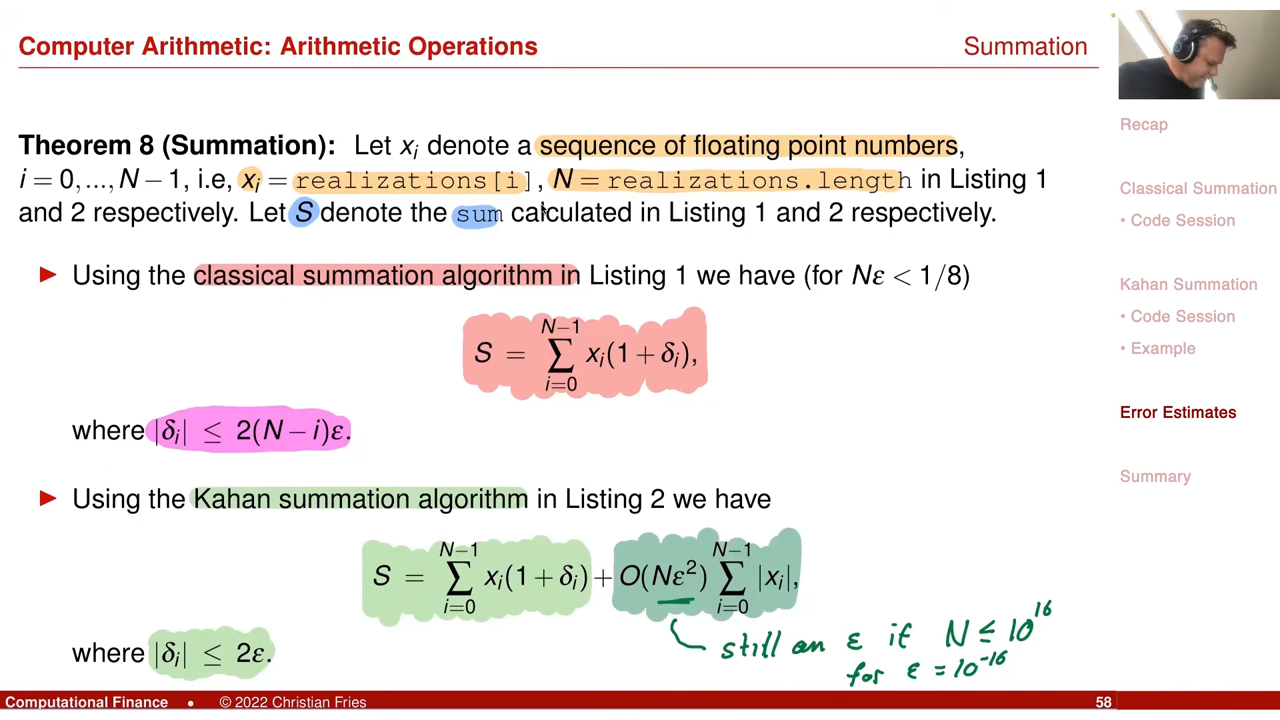 Computer Arithmetic: Arithmetic Operations
Summation
Theorem 8 (Summation): Let xᵢ denote a sequence of floating point numbers,
i = 0, ..., N − 1, i.e, xᵢ = realizations[i], N = realizations.length in Listing 1
and 2 respectively. Let S denote the sum calculated in Listing 1 and 2 respectively.
▶ Using the classical summation algorithm in Listing 1 we have (for Nε < 1/8)
S = ∑_{i=0}^{N−1} xᵢ(1 + δᵢ),
where |δᵢ| ≤ 2(N − i)ε.
▶ Using the Kahan summation algorithm in Listing 2 we have
S = ∑_{i=0}^{N−1} xᵢ(1 + δᵢ) + O(Nε²) ∑_{i=0}^{N−1} |xᵢ|,
still an ε if N ≤ 10¹⁶
where |δᵢ| ≤ 2ε.
for ε = 10⁻¹⁶
Recap
Classical Summation
• Code Session
Kahan Summation
• Code Session
• Example
Error Estimates
Summary
Computational Finance • © 2022 Christian Fries 58